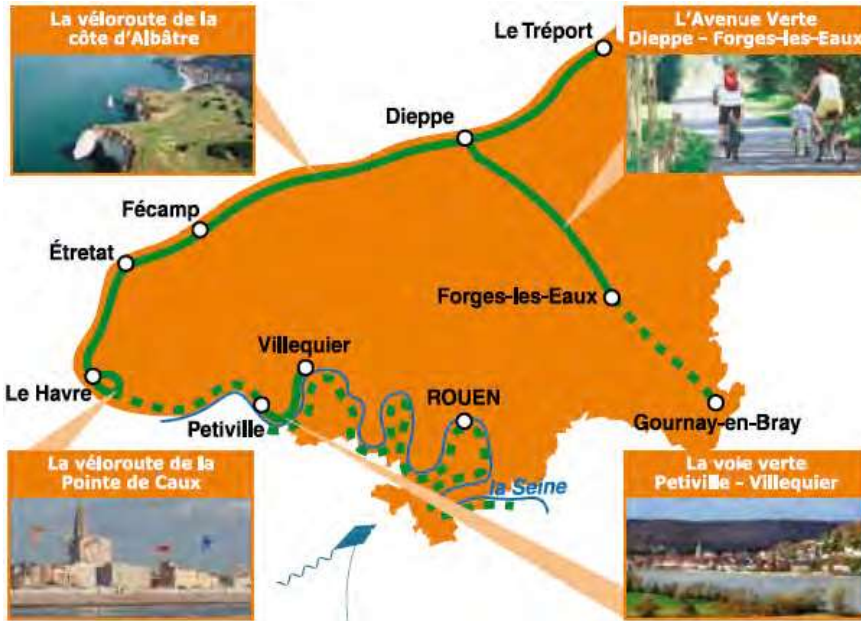 La véloroute de la
côte d'Albâtre
L'Avenue Verte
Dieppe - Forges-les-Eaux
Le Tréport
Dieppe
Fécamp
Étretat
Forges-les-Eaux
Villequier
Le Havre
ROUEN
Petiville
Gournay-en-Bray
la Seine
La véloroute de la
Pointe de Caux
La voie verte
Petiville - Villequier